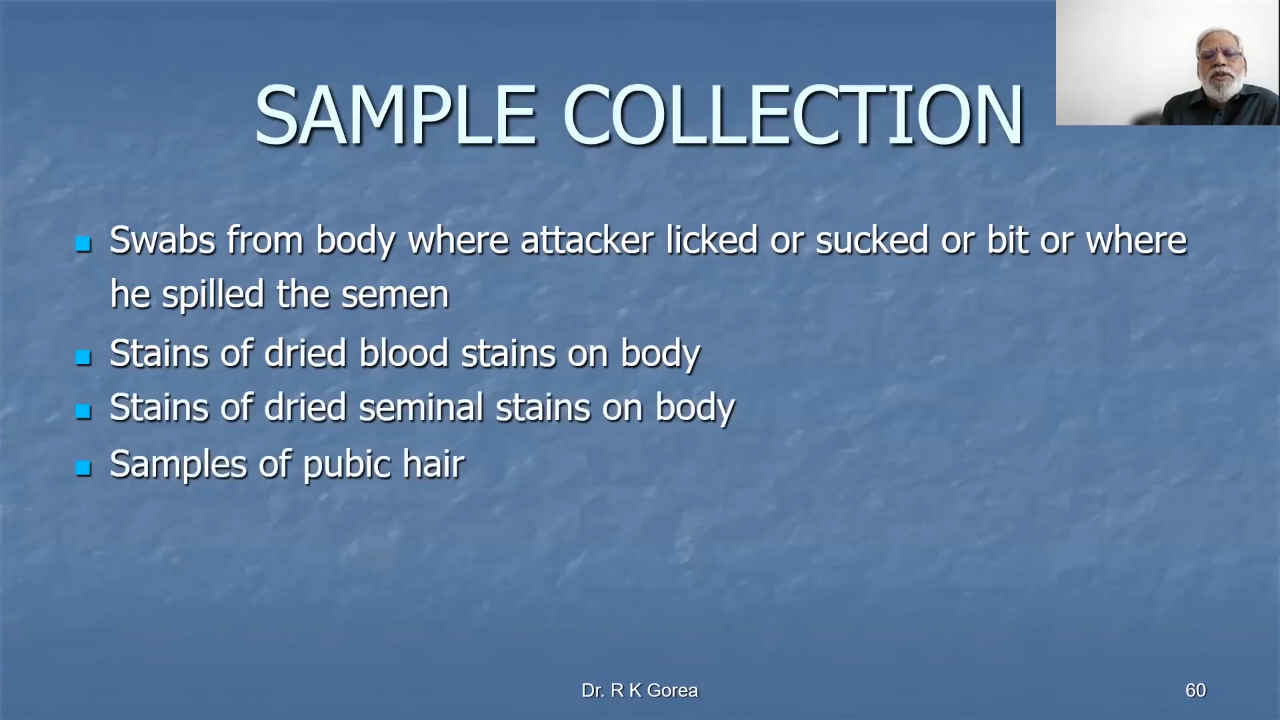 SAMPLE COLLECTION
Swabs from body where attacker licked or sucked or bit or where
he spilled the semen
Stains of dried blood stains on body
Stains of dried seminal stains on body
Samples of pubic hair
Dr. R K Gorea
60